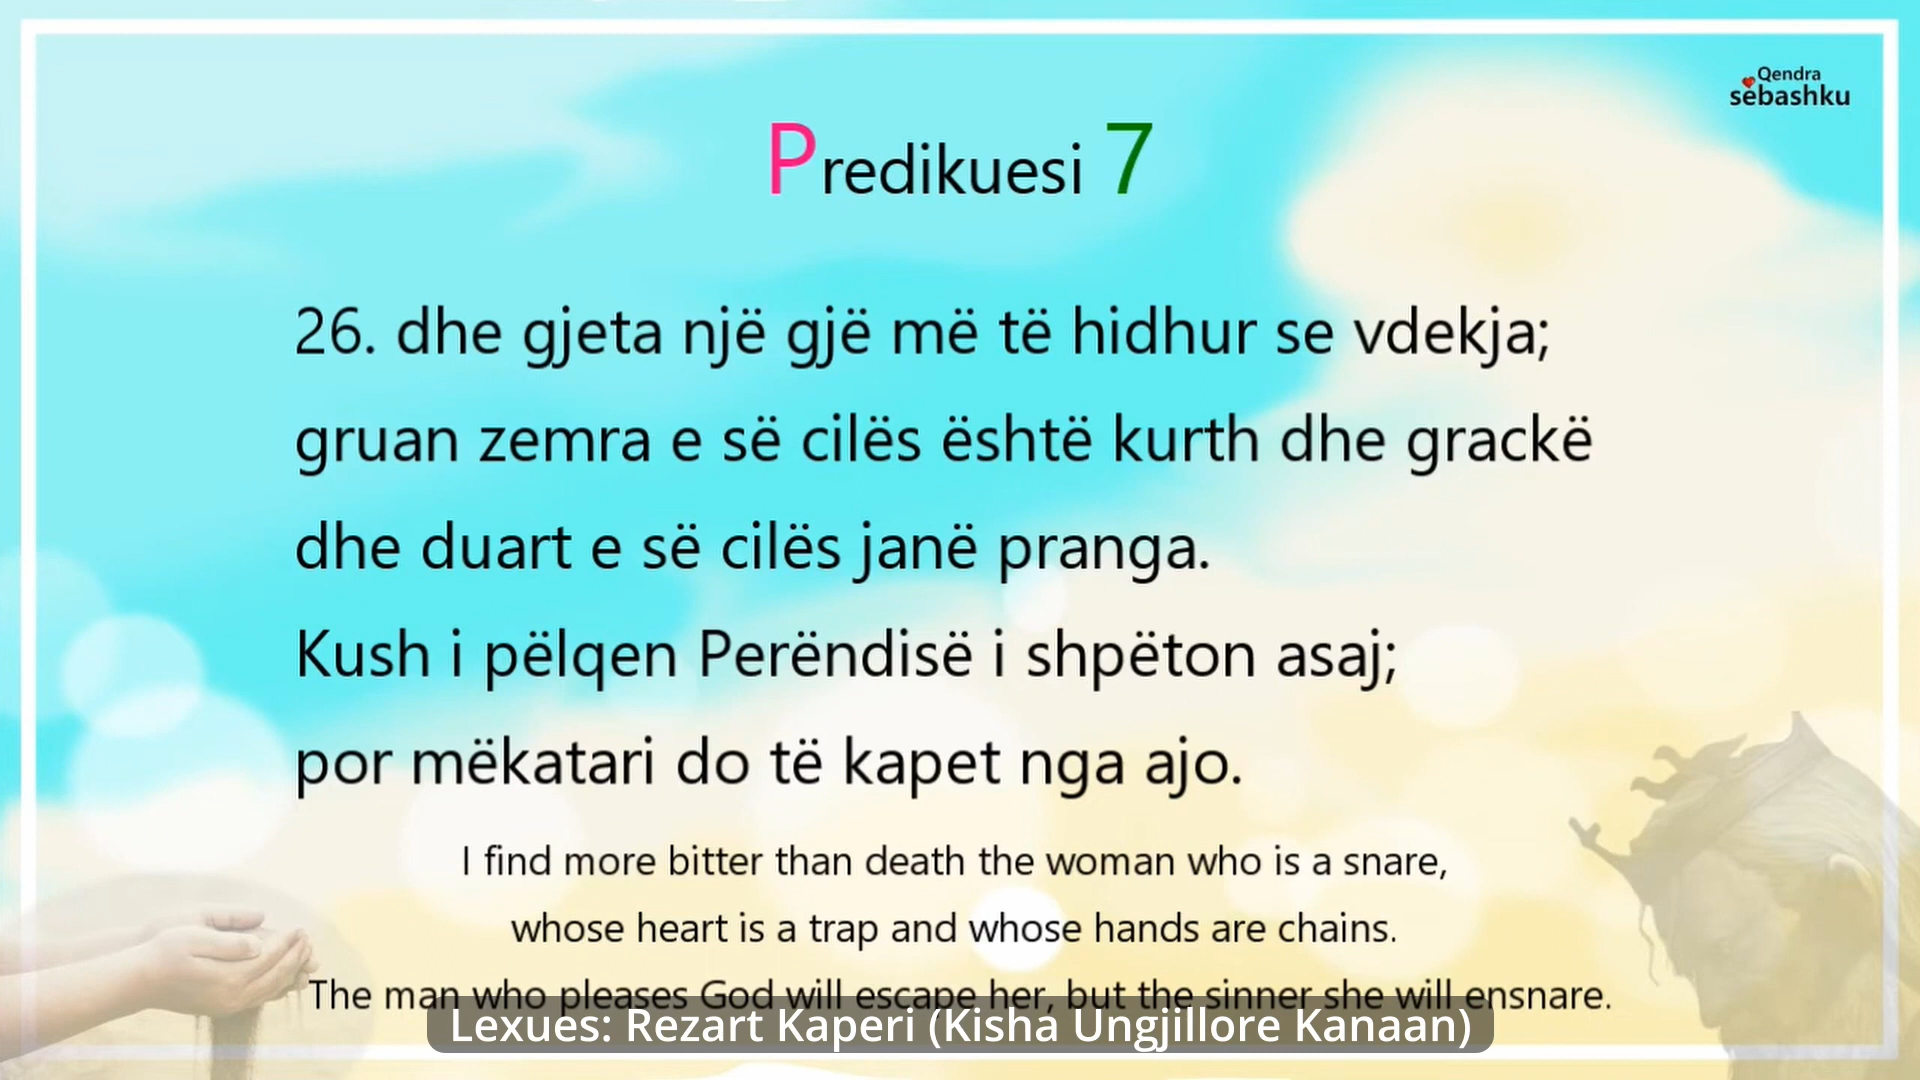 Qendra
sëbashku
Predikuesi 7
26. dhe gjeta një gjë më të hidhur se vdekja;
gruan zemra e së cilës është kurth dhe grackë
dhe duart e së cilës janë pranga.
Kush i pëlqen Perëndisë i shpëton asaj;
por mëkatari do të kapet nga ajo.
I find more bitter than death the woman who is a snare,
whose heart is a trap and whose hands are chains.
The man who pleases God will escape her, but the sinner she will ensnare.
Lexues: Rezart Kaperi (Kisha Ungjillore Kanaan)